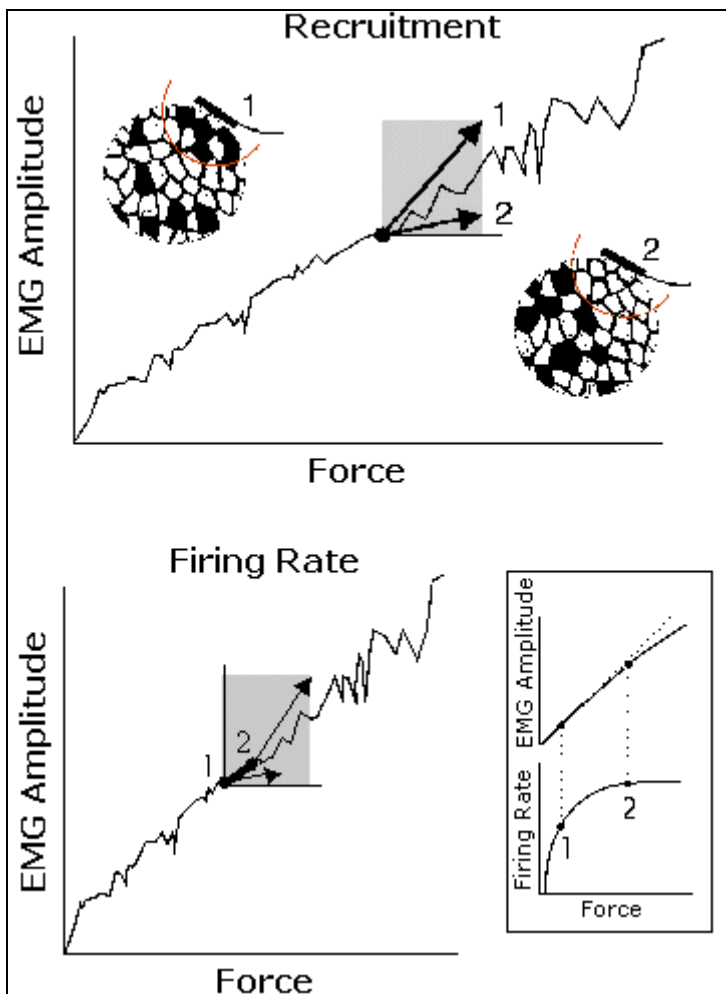 Recruitment
EMG Amplitude
1
1
2
2
Force
Firing Rate
EMG Amplitude
1
2
Force
EMG Amplitude
Firing Rate
1
2
Force